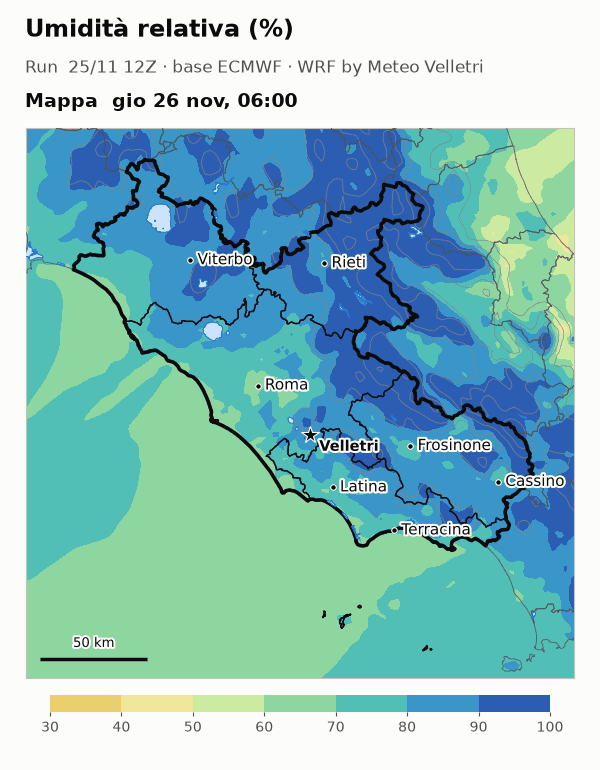 Umidità relativa (%)
Run  25/11 12Z · base ECMWF · WRF by Meteo Velletri
Mappa  gio 26 nov, 06:00
Viterbo
Rieti
Roma
Velletri
Frosinone
Cassino
Latina
Terracina
50 km
30 40 50 60 70 80 90 100